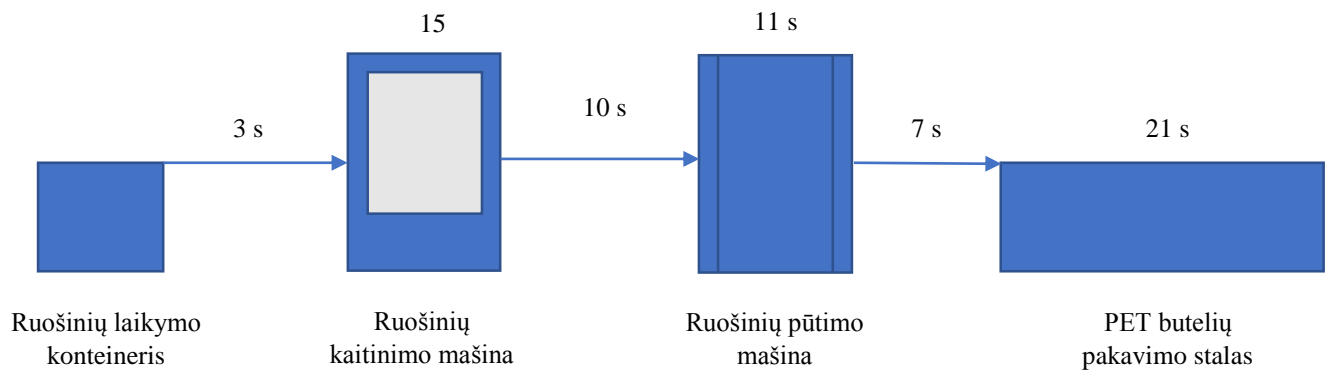 15
11 s
3 s
10 s
7 s
21 s
Ruošinių laikymo
konteineris
Ruošinių
kaitinimo mašina
Ruošinių pūtimo
mašina
PET butelių
pakavimo stalas